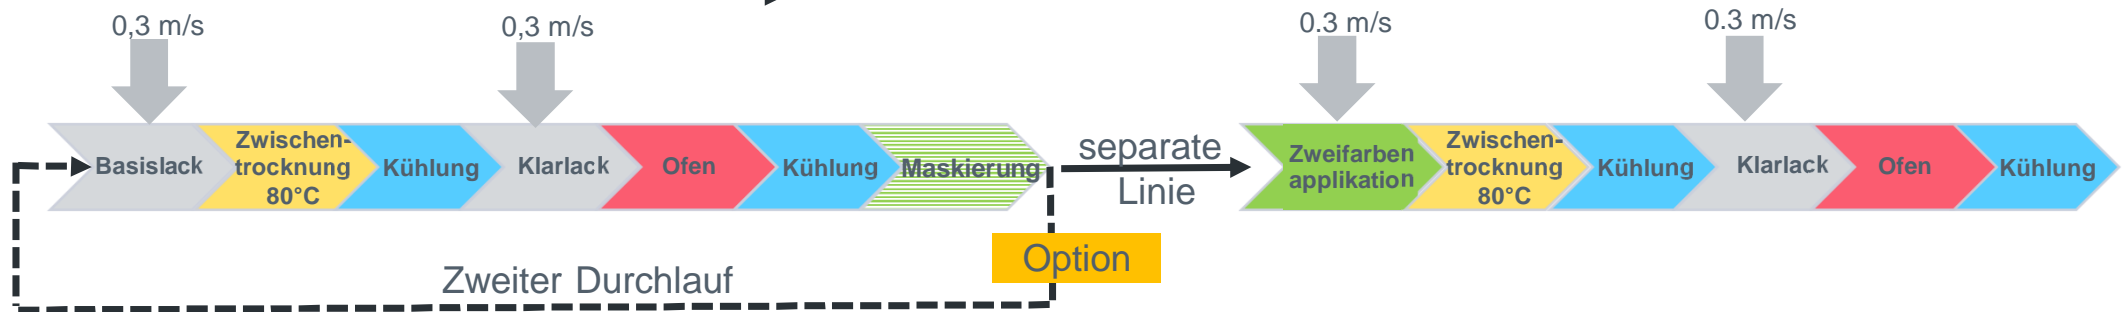 0,3 m/s
0,3 m/s
0.3 m/s
0.3 m/s
Basislack
Zwischen-
trocknung
80°C
Kühlung
Klarlack
Ofen
Kühlung
Maskierung
separate
Linie
Zweifarben
applikation
Zwischen-
trocknung
80°C
Kühlung
Klarlack
Ofen
Kühlung
Option
Zweiter Durchlauf